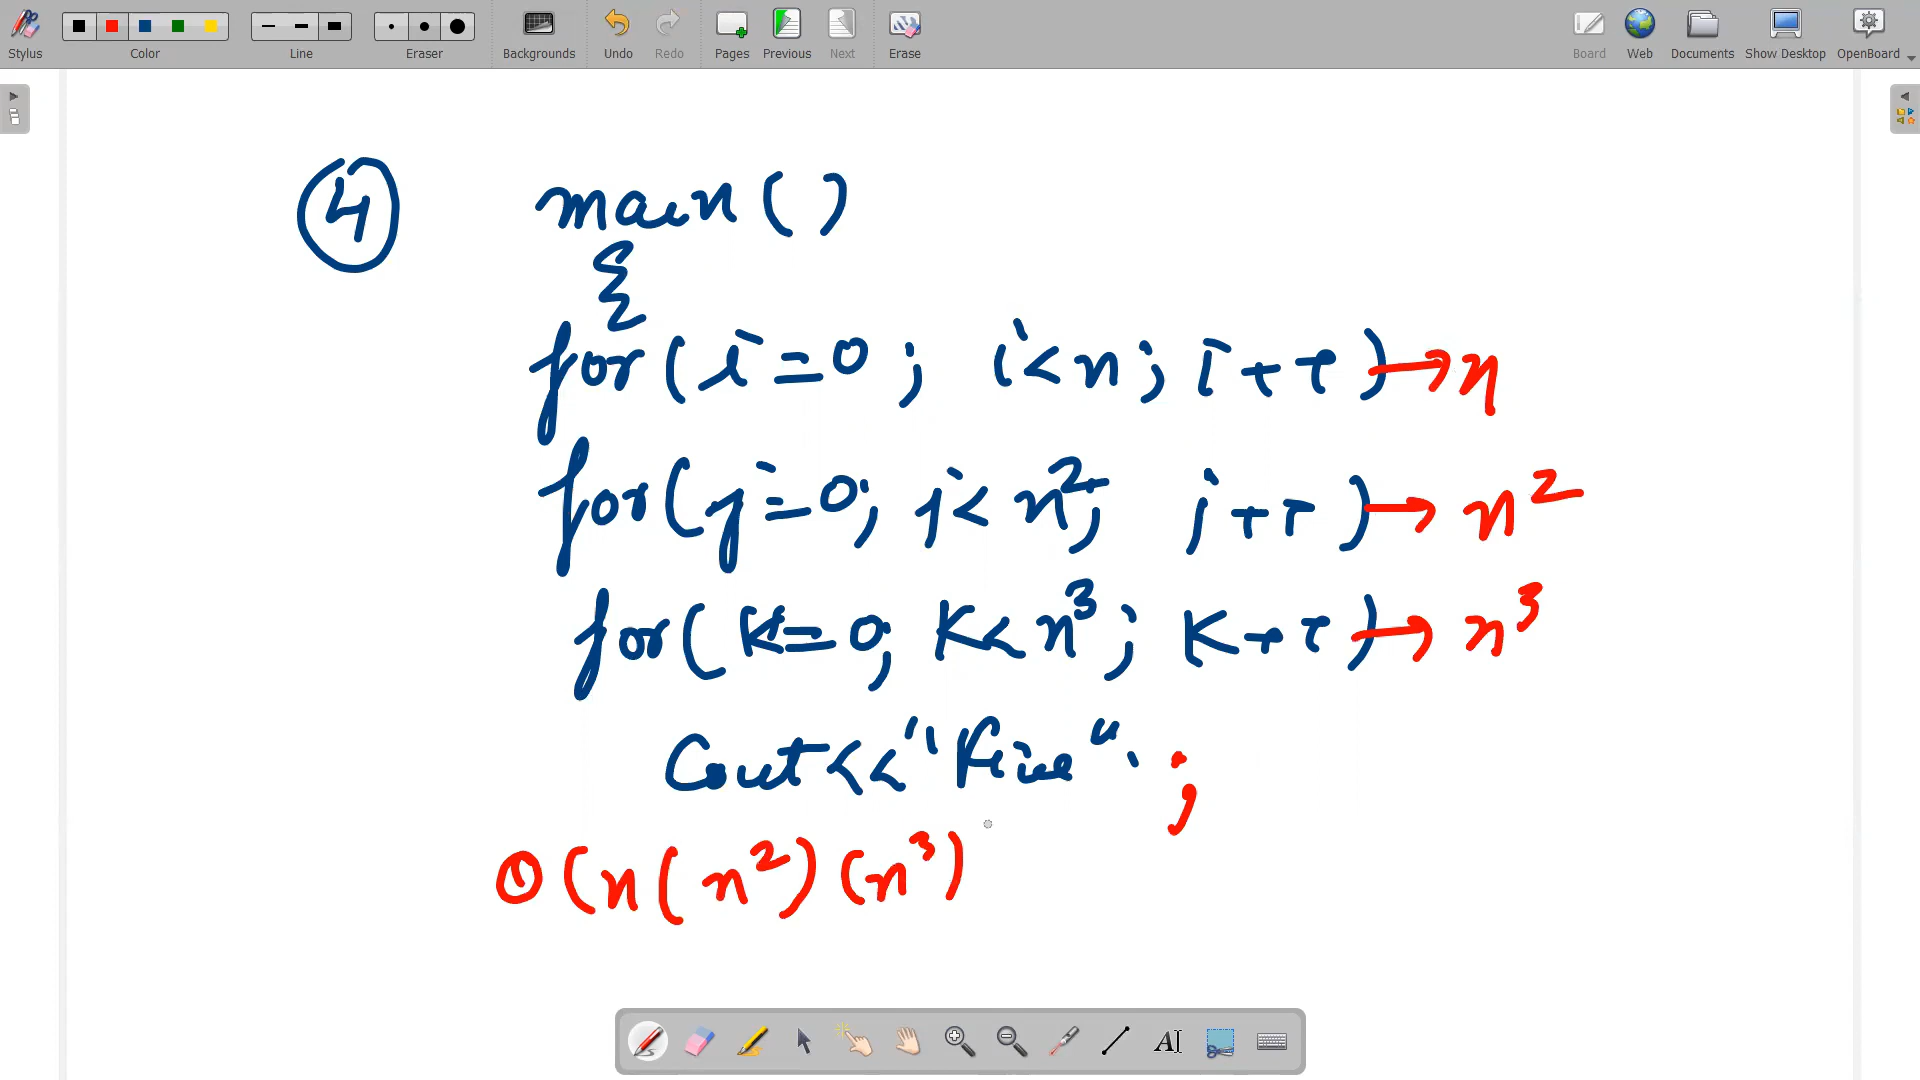 Stylus Color Line Eraser Backgrounds Undo Redo Pages Previous Next Erase Board Web Documents Show Desktop OpenBoard
④ main()
{
for(i=0; i<n; i++) → n
for(j=0; j<n²; j++) → n²
for(K=0; K<n³; K++) → n³
Cout<<" " ;
O(n(n²)(n³)